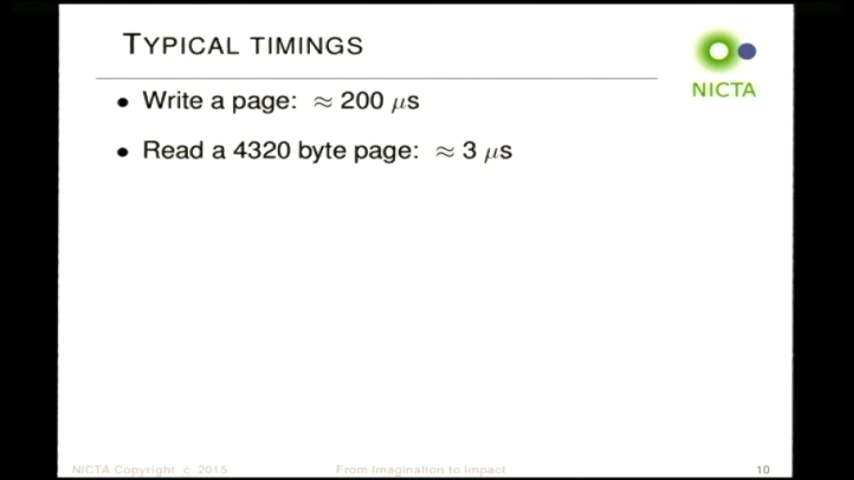 TYPICAL TIMINGS
NICTA
• Write a page: ≈ 200 μs
• Read a 4320 byte page: ≈ 3 μs
NICTA Copyright c 2015 From Imagination to Impact 10